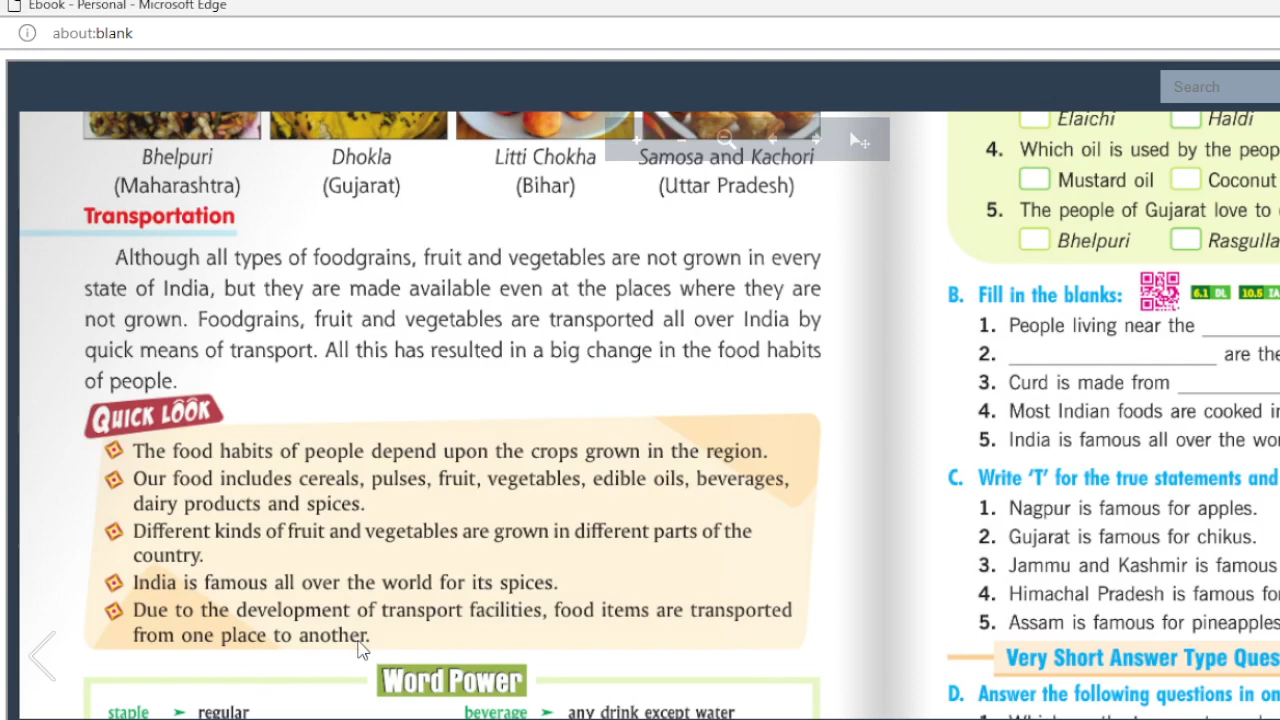 Ebook - Personal - Microsoft Edge
about:blank
Search
Bhelpuri
(Maharashtra)
Dhokla
(Gujarat)
Litti Chokha
(Bihar)
Samosa and Kachori
(Uttar Pradesh)
Transportation
Although all types of foodgrains, fruit and vegetables are not grown in every
state of India, but they are made available even at the places where they are
not grown. Foodgrains, fruit and vegetables are transported all over India by
quick means of transport. All this has resulted in a big change in the food habits
of people.
QUICK LOOK
The food habits of people depend upon the crops grown in the region.
Our food includes cereals, pulses, fruit, vegetables, edible oils, beverages,
dairy products and spices.
Different kinds of fruit and vegetables are grown in different parts of the
country.
India is famous all over the world for its spices.
Due to the development of transport facilities, food items are transported
from one place to another.
Word Power
staple ➤ regular
beverage ➤ any drink except water
Elaichi Haldi
4. Which oil is used by the peop
Mustard oil Coconut
5. The people of Gujarat love to
Bhelpuri Rasgulla
B. Fill in the blanks: 6.1 DL 10.5 IA
1. People living near the ________
2. ________ are the
3. Curd is made from ________
4. Most Indian foods are cooked in
5. India is famous all over the wo
C. Write 'T' for the true statements and
1. Nagpur is famous for apples.
2. Gujarat is famous for chikus.
3. Jammu and Kashmir is famous
4. Himachal Pradesh is famous fo
5. Assam is famous for pineapples
Very Short Answer Type Ques
D. Answer the following questions in on